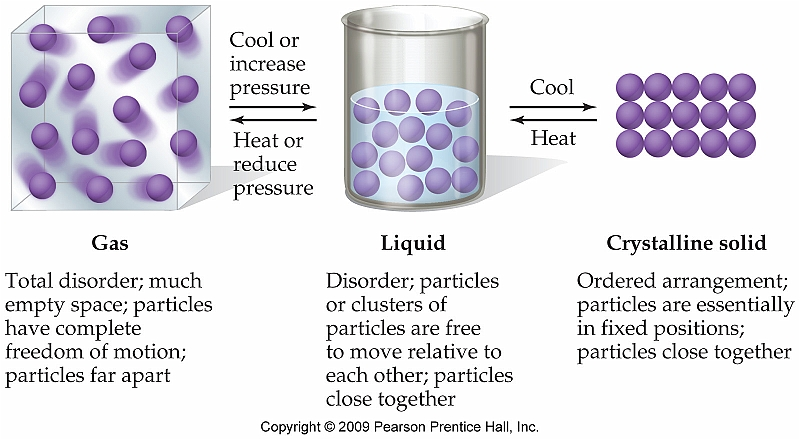 Cool or
increase
pressure
Heat or
reduce
pressure
Cool
Heat
Gas
Total disorder; much
empty space; particles
have complete
freedom of motion;
particles far apart
Liquid
Disorder; particles
or clusters of
particles are free
to move relative to
each other; particles
close together
Crystalline solid
Ordered arrangement;
particles are essentially
in fixed positions;
particles close together
Copyright © 2009 Pearson Prentice Hall, Inc.